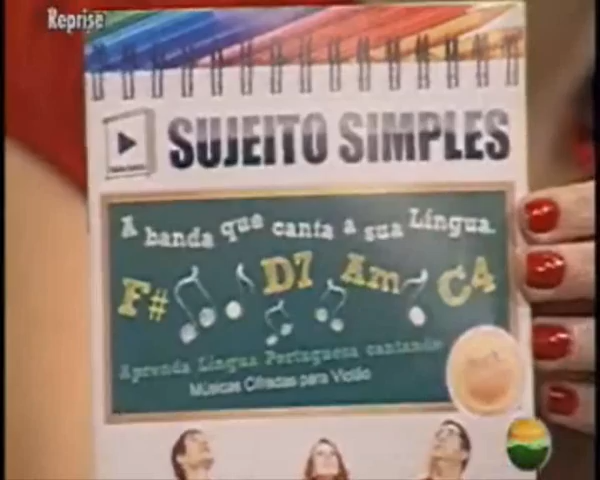 Reprise
SUJEITO SIMPLES
A banda que canta a sua Língua
F# D7 Am C4
Aprenda Língua Portuguesa cantando
Músicas Cifradas para Violão